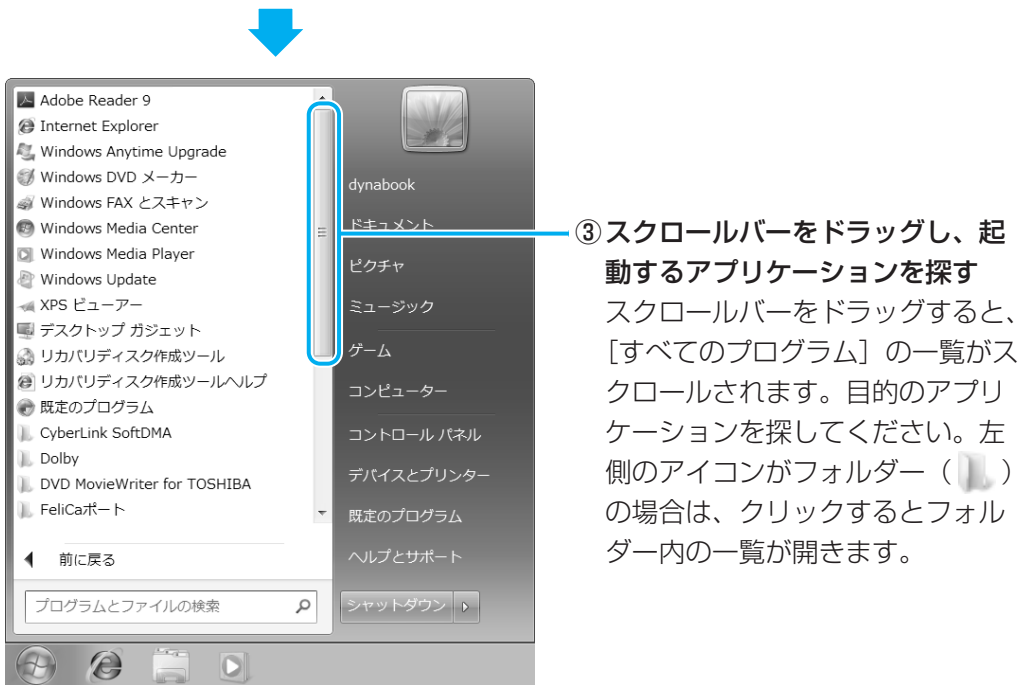 Adobe Reader 9
Internet Explorer
Windows Anytime Upgrade
Windows DVD メーカー
Windows FAX とスキャン
Windows Media Center
Windows Media Player
Windows Update
XPS ビューアー
デスクトップ ガジェット
リカバリディスク作成ツール
リカバリディスク作成ツールヘルプ
既定のプログラム
CyberLink SoftDMA
Dolby
DVD MovieWriter for TOSHIBA
FeliCaポート
前に戻る
プログラムとファイルの検索
dynabook
ドキュメント
ピクチャ
ミュージック
ゲーム
コンピューター
コントロール パネル
デバイスとプリンター
既定のプログラム
ヘルプとサポート
シャットダウン
③スクロールバーをドラッグし、起
動するアプリケーションを探す
スクロールバーをドラッグすると、
[すべてのプログラム] の一覧がス
クロールされます。目的のアプリ
ケーションを探してください。左
側のアイコンがフォルダー( )
の場合は、クリックするとフォル
ダー内の一覧が開きます。